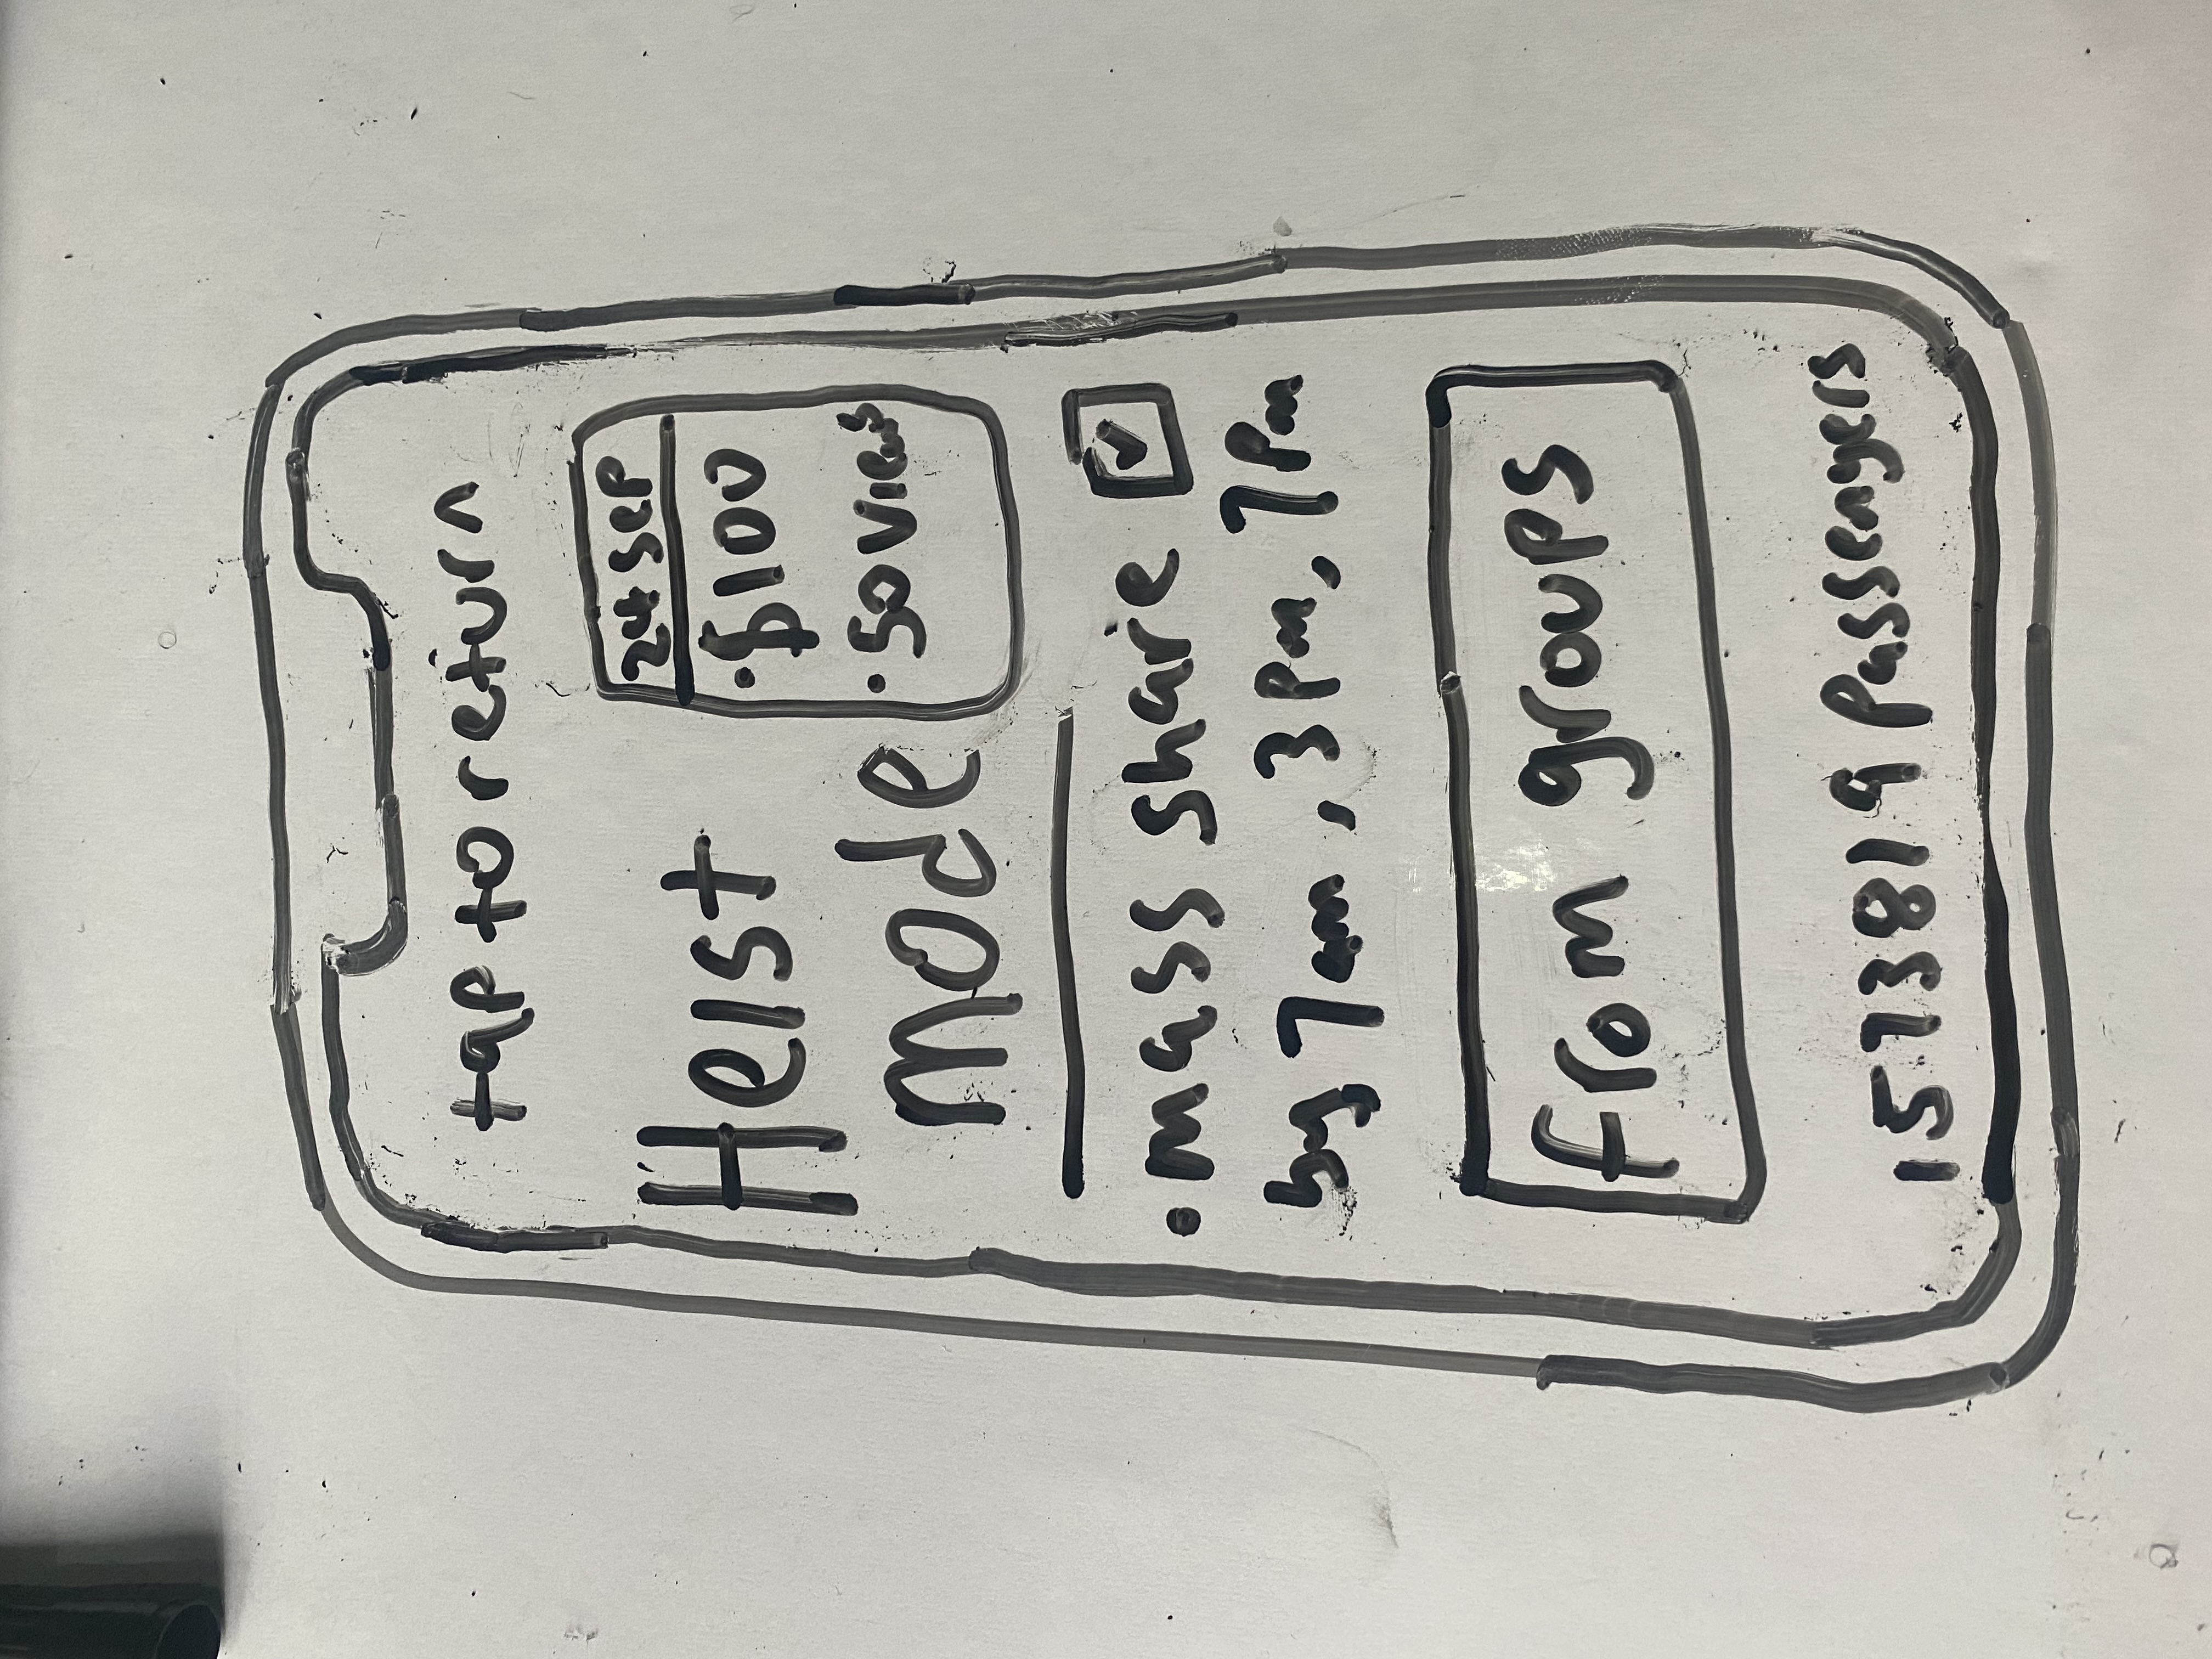 tap to return
Heist
mode
24 Sep
• $100
• 50 views
• mass share ✓
by 7am, 3pm, 7pm
from groups
1573819 Passengers